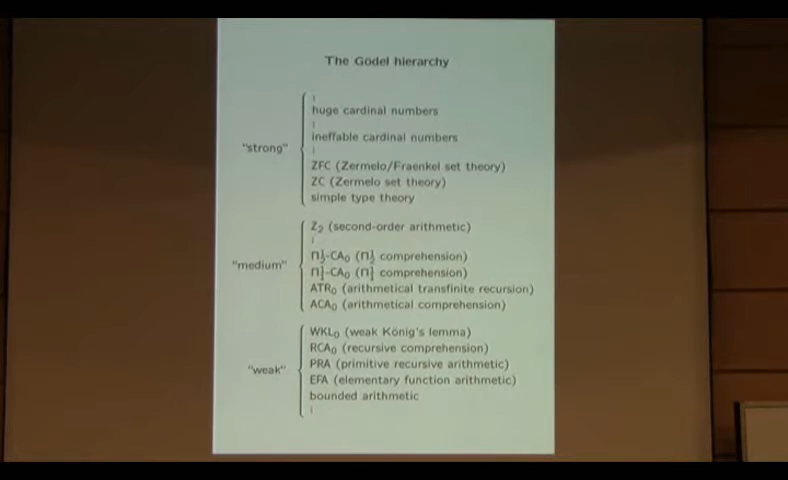 The Gödel hierarchy
⋮
huge cardinal numbers
⋮
ineffable cardinal numbers
⋮
"strong"
ZFC (Zermelo/Fraenkel set theory)
ZC (Zermelo set theory)
simple type theory
Z₂ (second-order arithmetic)
⋮
Π¹₂-CA₀ (Π¹₂ comprehension)
"medium"
Π¹₁-CA₀ (Π¹₁ comprehension)
ATR₀ (arithmetical transfinite recursion)
ACA₀ (arithmetical comprehension)
WKL₀ (weak König's lemma)
RCA₀ (recursive comprehension)
PRA (primitive recursive arithmetic)
"weak"
EFA (elementary function arithmetic)
bounded arithmetic
⋮